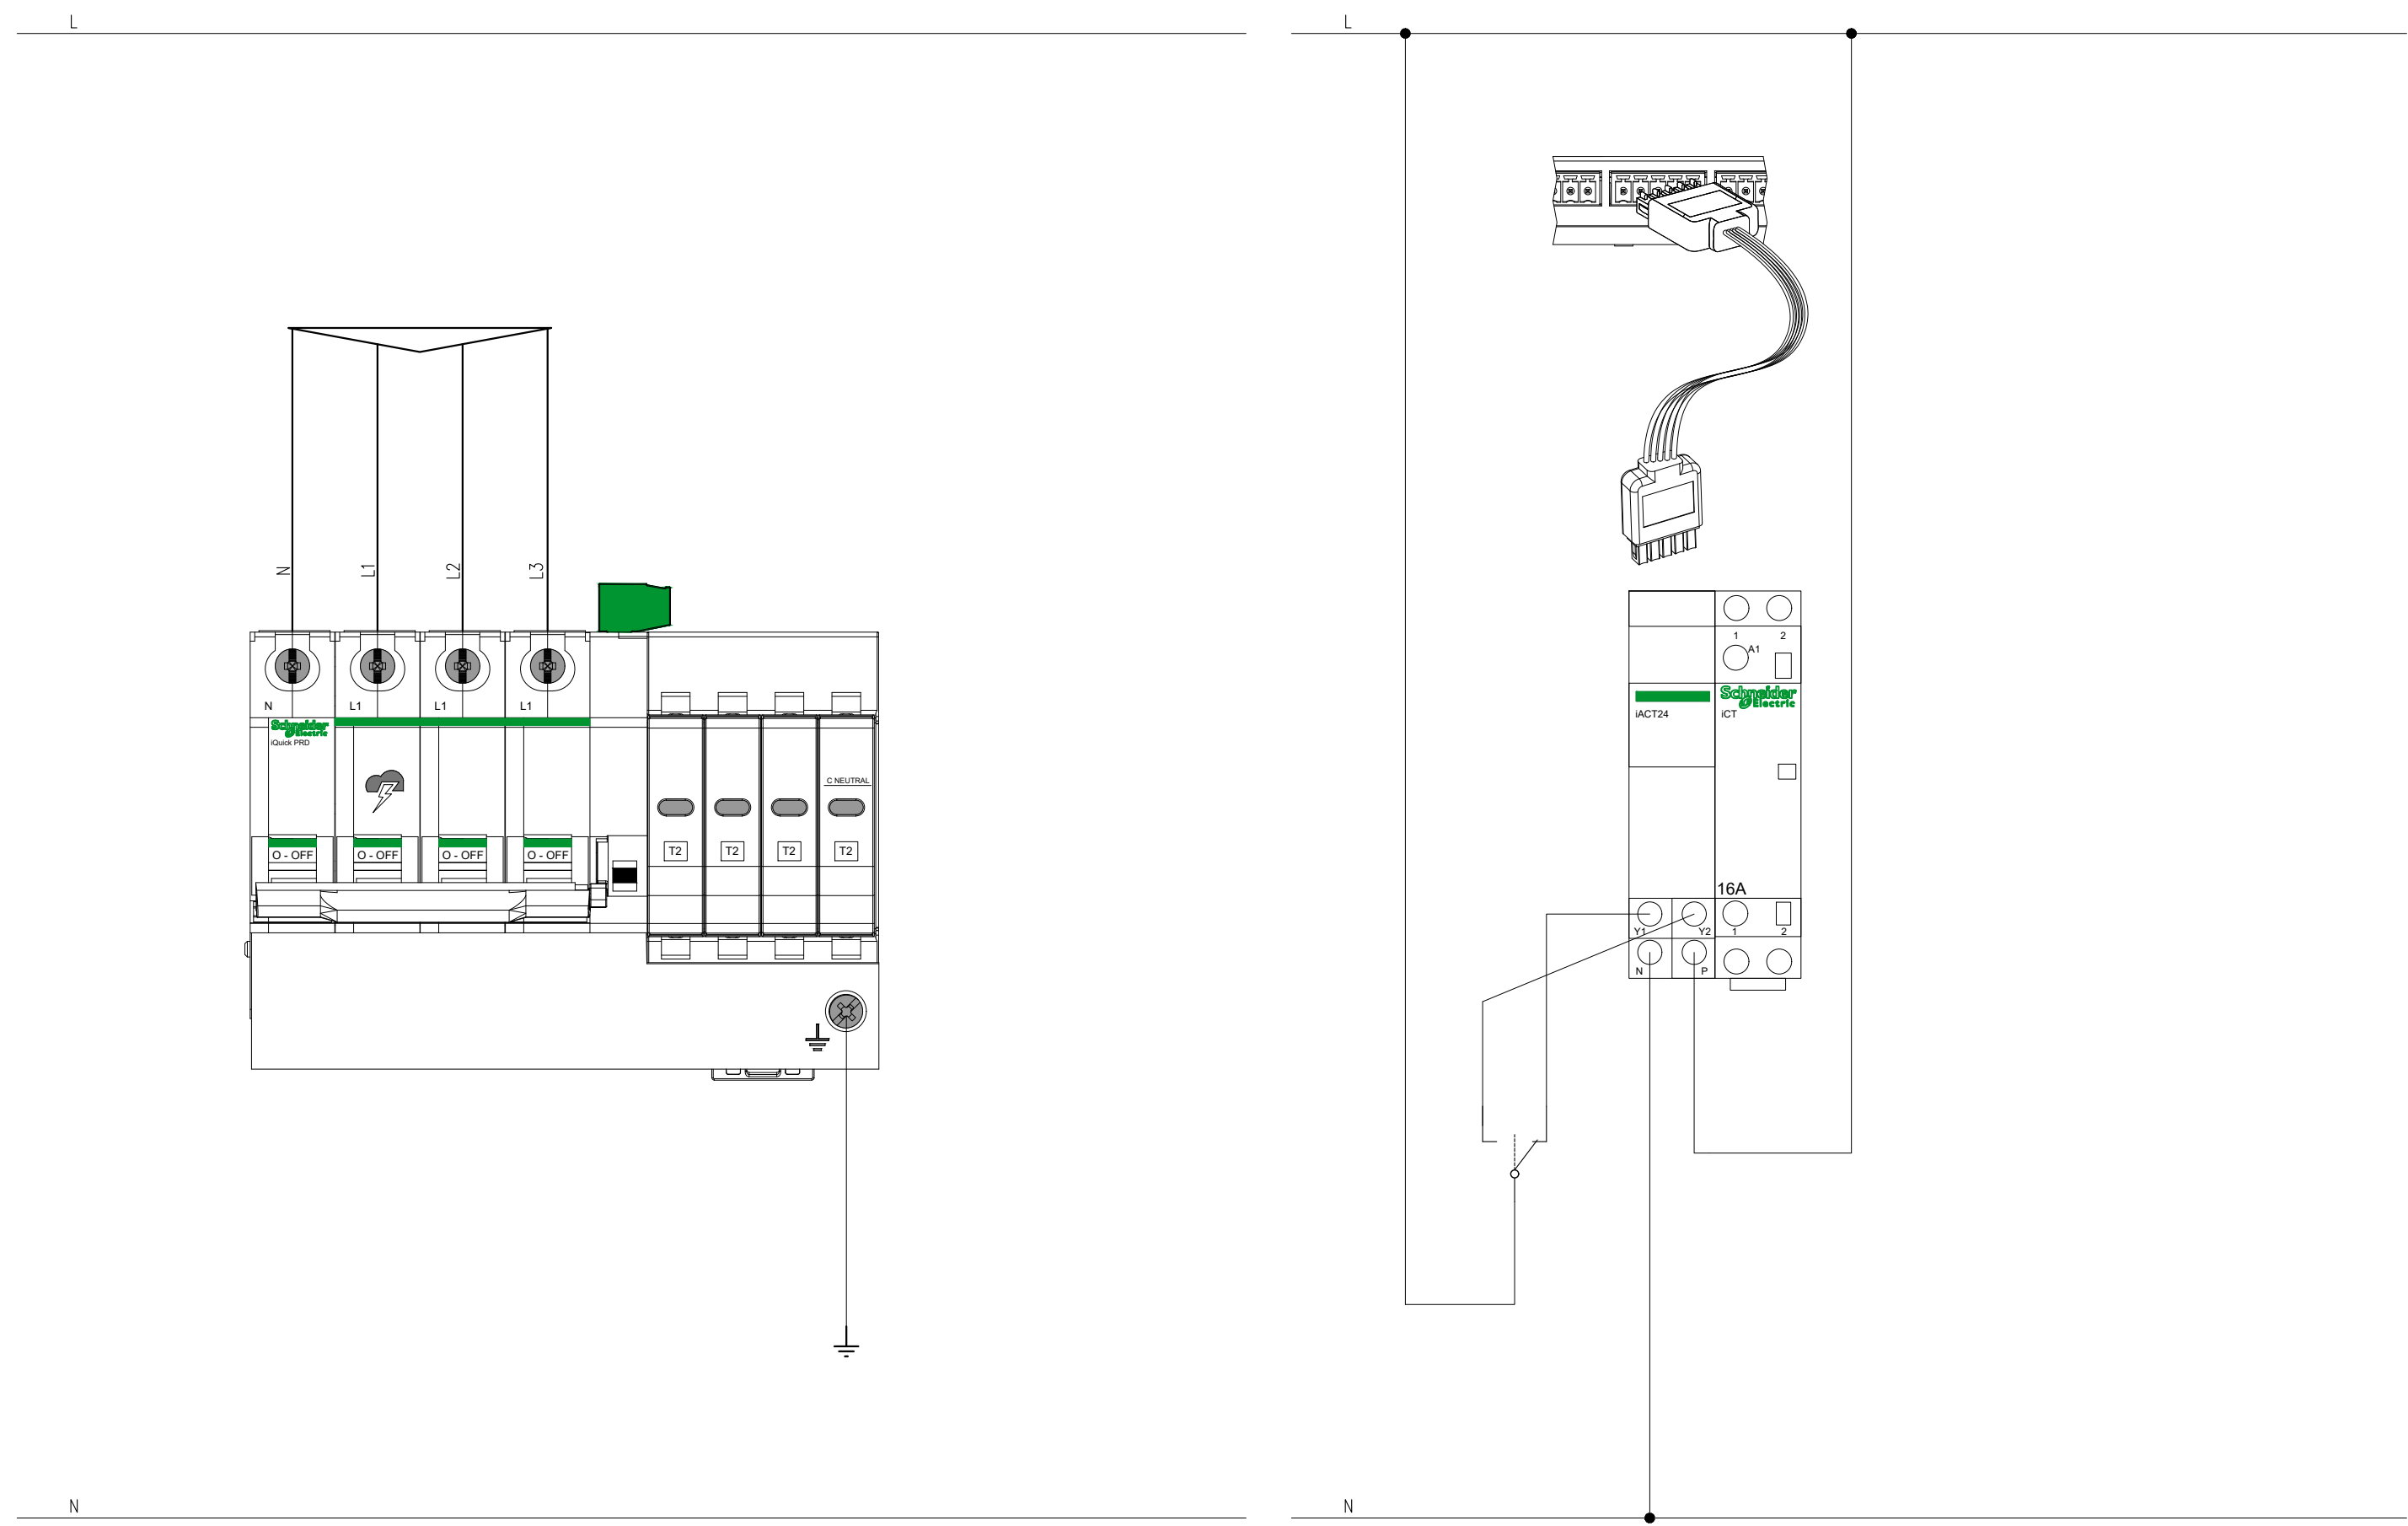 L
L
N
L1
L2
L3
1 2
A1
N L1 L1 L1
Schneider
Electric
iQuick PRD
Schneider
Electric
iACT24 iCT
C NEUTRAL
O - OFF O - OFF O - OFF O - OFF
T2 T2 T2 T2
16A
Y1 Y2 1 2
N P
N
N